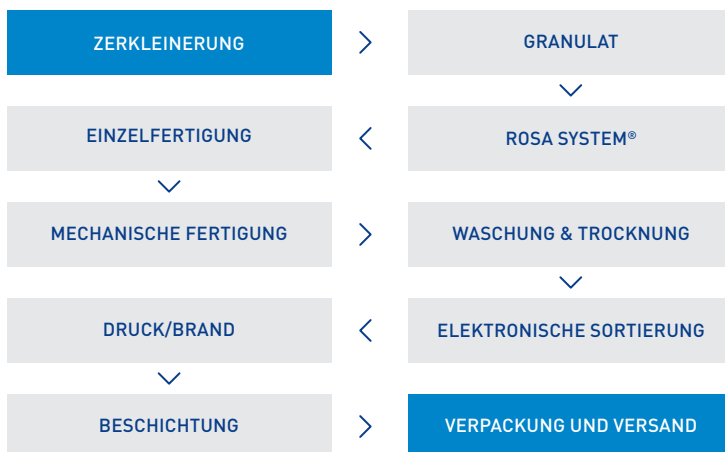 ZERKLEINERUNG
GRANULAT
ROSA SYSTEM®
EINZELFERTIGUNG
MECHANISCHE FERTIGUNG
WASCHUNG & TROCKNUNG
ELEKTRONISCHE SORTIERUNG
DRUCK/BRAND
BESCHICHTUNG
VERPACKUNG UND VERSAND